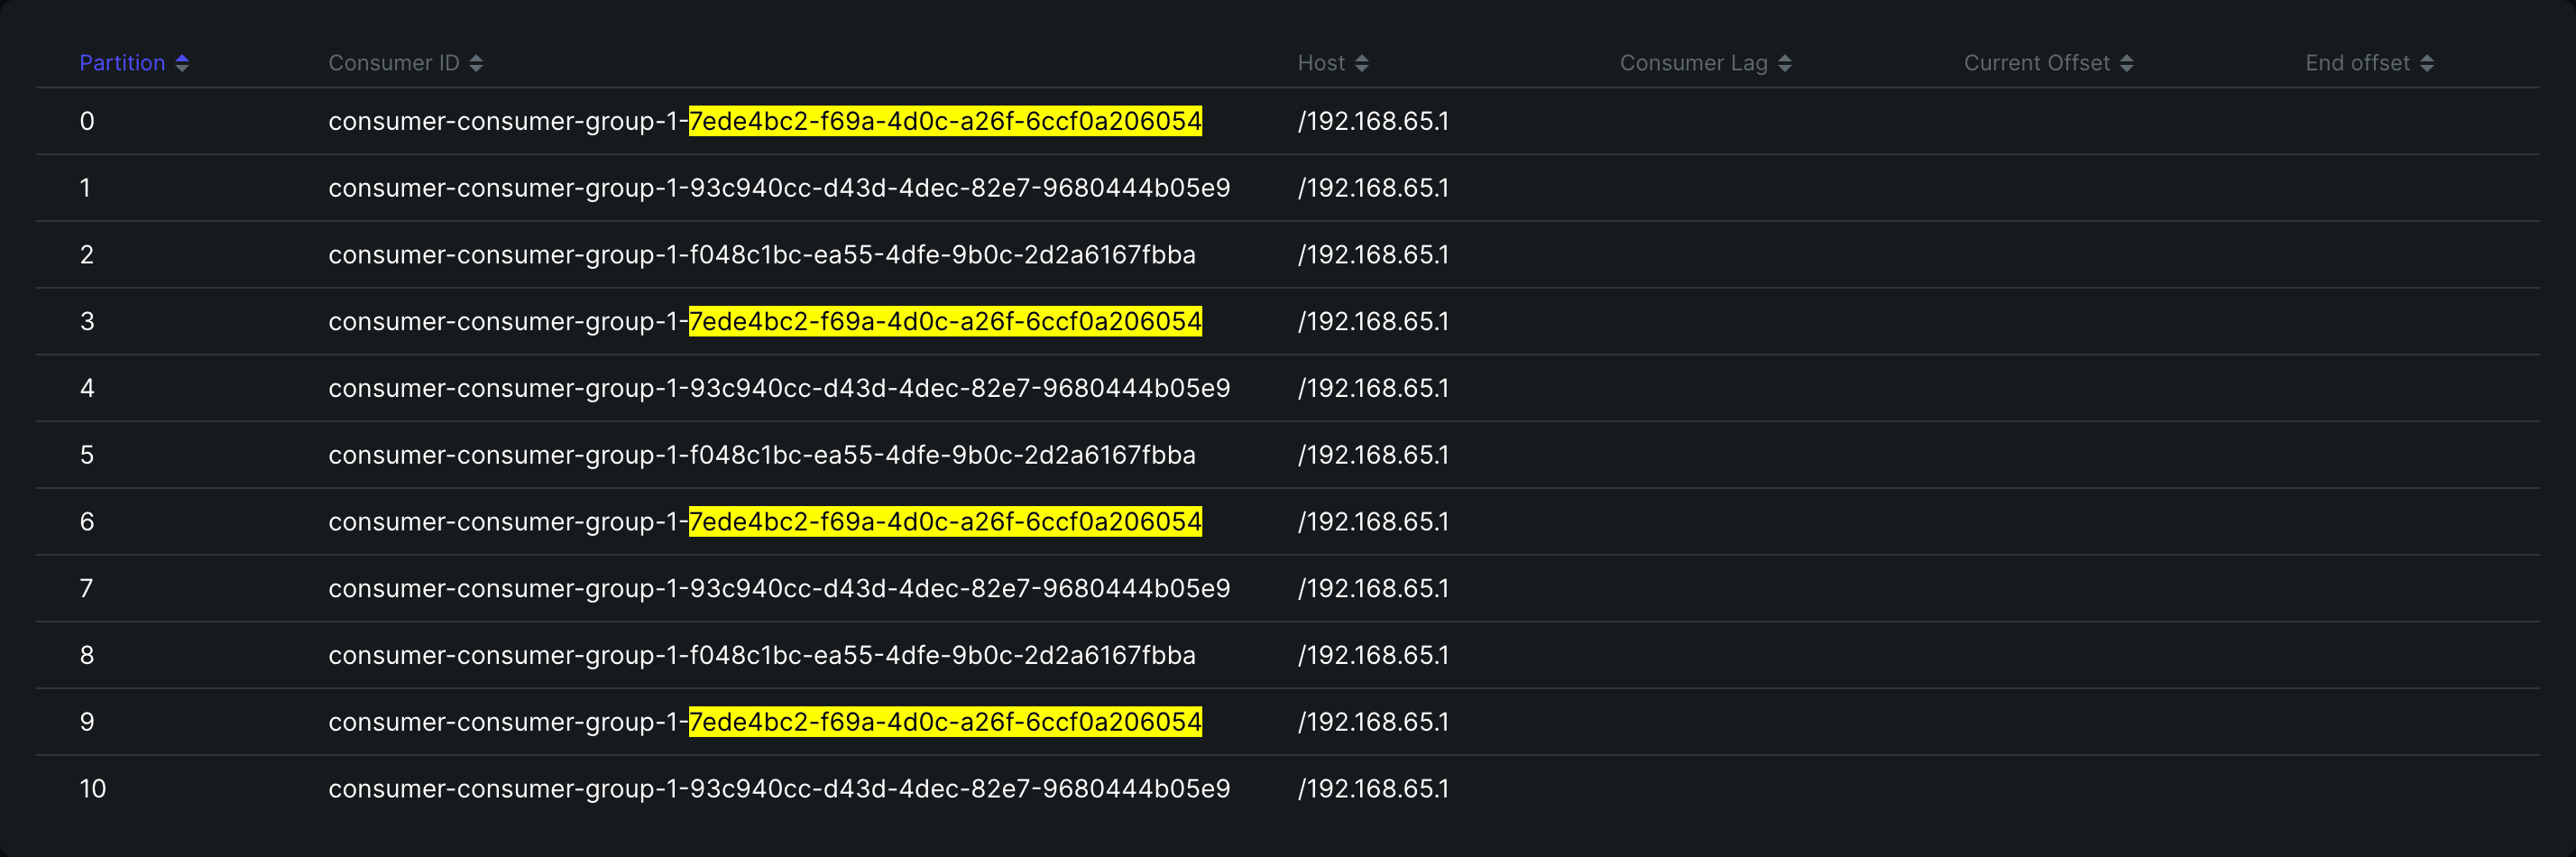 Partition Consumer ID Host Consumer Lag Current Offset End offset
0 consumer-consumer-group-1-7ede4bc2-f69a-4d0c-a26f-6ccf0a206054 /192.168.65.1
1 consumer-consumer-group-1-93c940cc-d43d-4dec-82e7-9680444b05e9 /192.168.65.1
2 consumer-consumer-group-1-f048c1bc-ea55-4dfe-9b0c-2d2a6167fbba /192.168.65.1
3 consumer-consumer-group-1-7ede4bc2-f69a-4d0c-a26f-6ccf0a206054 /192.168.65.1
4 consumer-consumer-group-1-93c940cc-d43d-4dec-82e7-9680444b05e9 /192.168.65.1
5 consumer-consumer-group-1-f048c1bc-ea55-4dfe-9b0c-2d2a6167fbba /192.168.65.1
6 consumer-consumer-group-1-7ede4bc2-f69a-4d0c-a26f-6ccf0a206054 /192.168.65.1
7 consumer-consumer-group-1-93c940cc-d43d-4dec-82e7-9680444b05e9 /192.168.65.1
8 consumer-consumer-group-1-f048c1bc-ea55-4dfe-9b0c-2d2a6167fbba /192.168.65.1
9 consumer-consumer-group-1-7ede4bc2-f69a-4d0c-a26f-6ccf0a206054 /192.168.65.1
10 consumer-consumer-group-1-93c940cc-d43d-4dec-82e7-9680444b05e9 /192.168.65.1